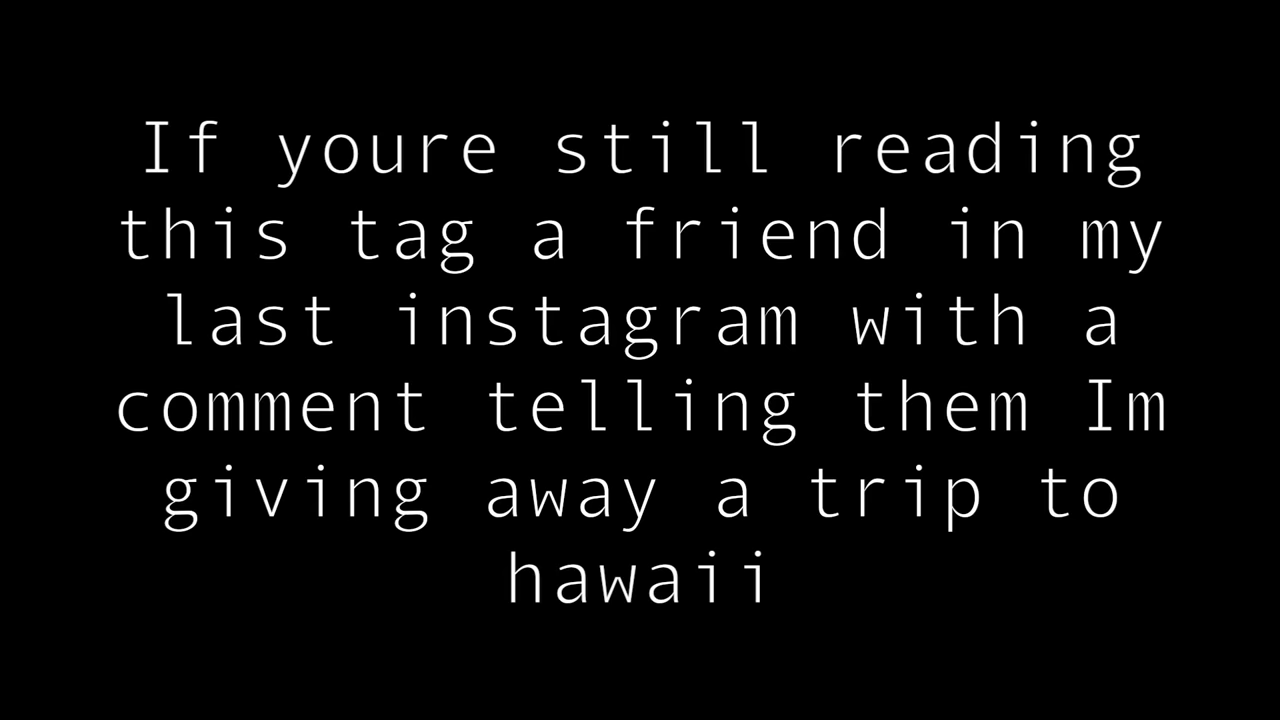 If youre still reading
this tag a friend in my
last instagram with a
comment telling them Im
giving away a trip to
hawaii